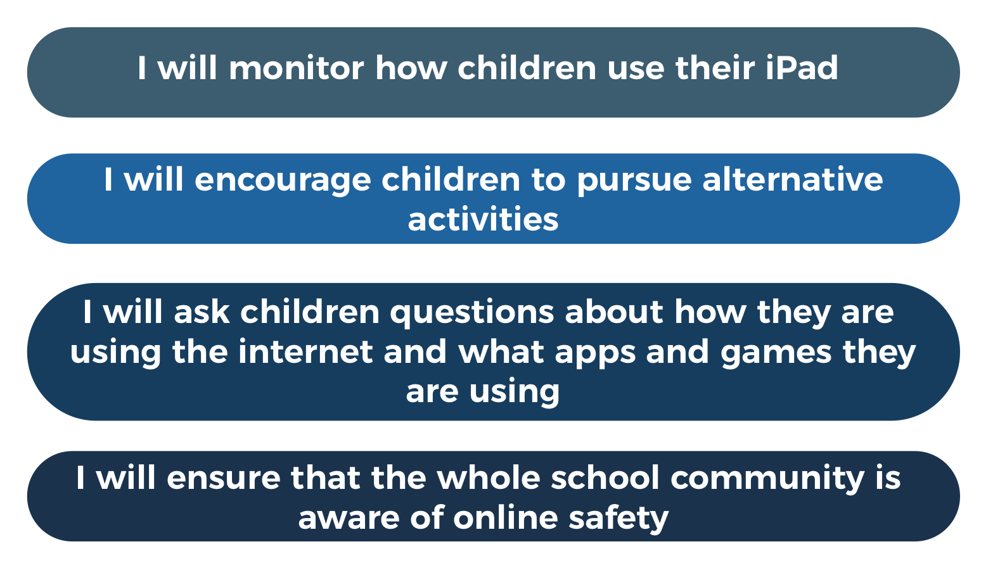 I will monitor how children use their iPad
I will encourage children to pursue alternative
activities
I will ask children questions about how they are
using the internet and what apps and games they
are using
I will ensure that the whole school community is
aware of online safety